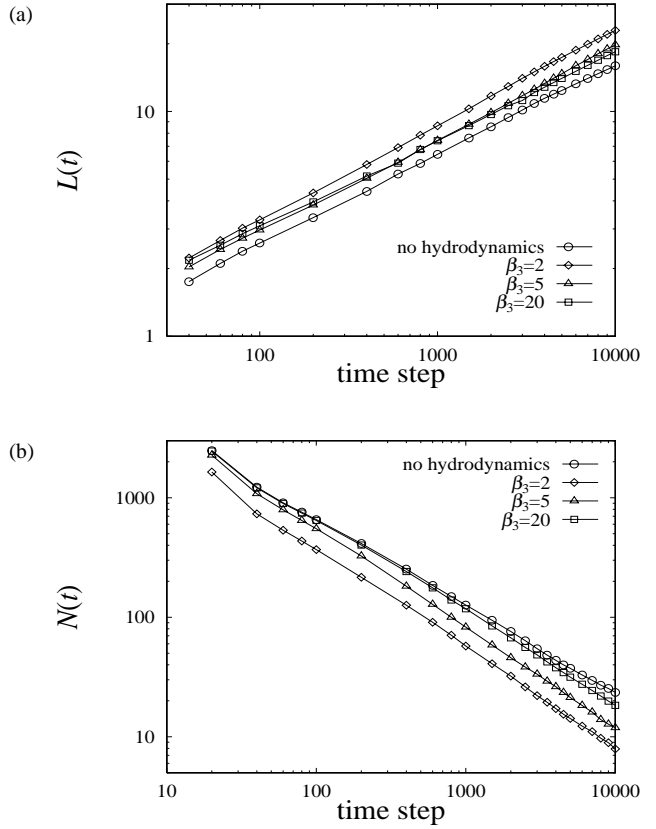 (a)
L(t)
10
1
no hydrodynamics
β₃=2
β₃=5
β₃=20
100
1000
10000
time step
(b)
N(t)
1000
100
10
no hydrodynamics
β₃=2
β₃=5
β₃=20
10
100
1000
10000
time step